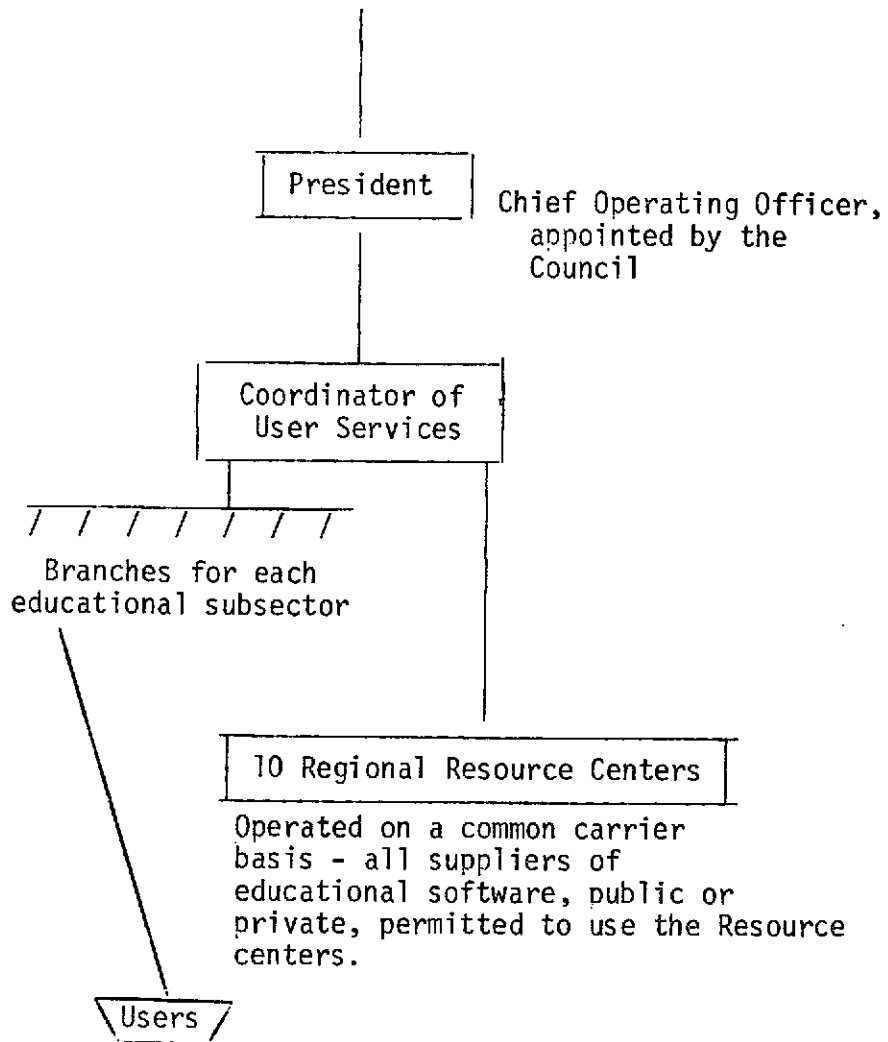 President
Chief Operating Officer,
appointed by the
Council
Coordinator of
User Services
Branches for each
educational subsector
10 Regional Resource Centers
Operated on a common carrier
basis - all suppliers of
educational software, public or
private, permitted to use the Resource
centers.
Users